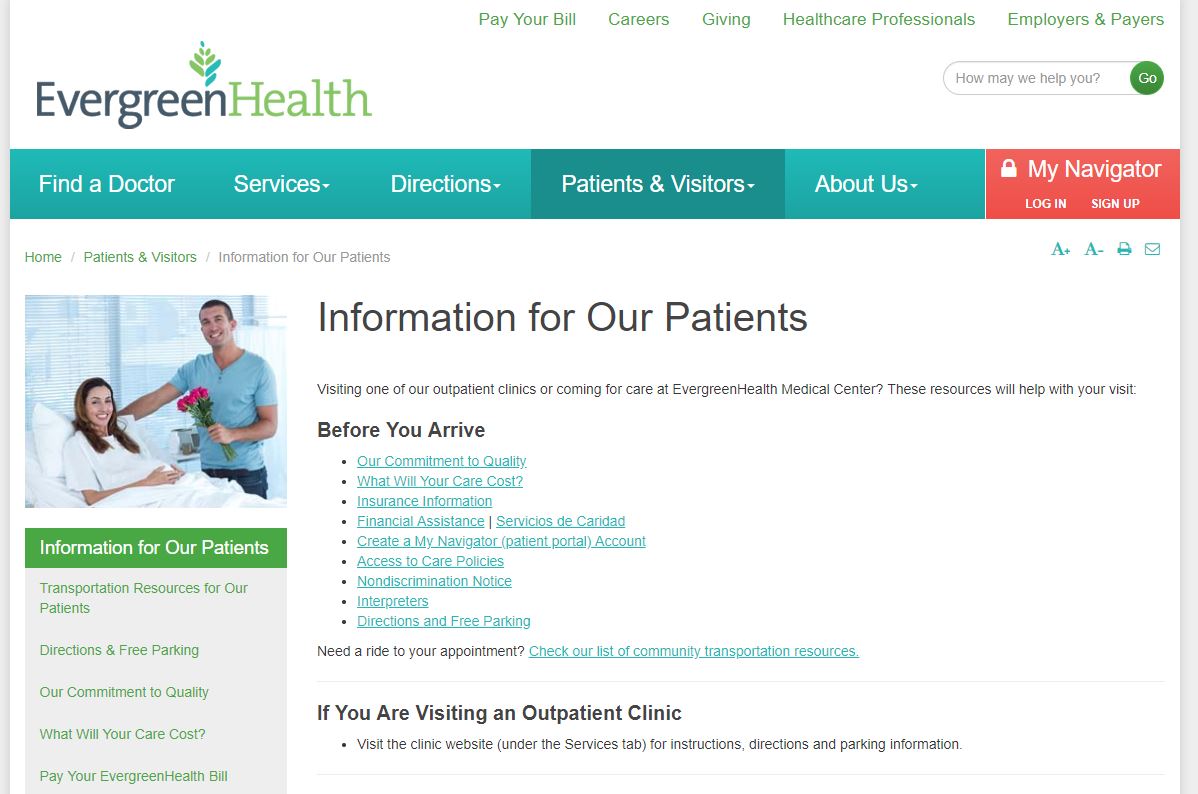 Pay Your Bill Careers Giving Healthcare Professionals Employers & Payers
EvergreenHealth
How may we help you? Go
Find a Doctor Services Directions Patients & Visitors About Us My Navigator
LOG IN SIGN UP
Home / Patients & Visitors / Information for Our Patients
A+ A-
Information for Our Patients
Visiting one of our outpatient clinics or coming for care at EvergreenHealth Medical Center? These resources will help with your visit:
Before You Arrive
• Our Commitment to Quality
• What Will Your Care Cost?
• Insurance Information
• Financial Assistance | Servicios de Caridad
• Create a My Navigator (patient portal) Account
• Access to Care Policies
• Nondiscrimination Notice
• Interpreters
• Directions and Free Parking
Need a ride to your appointment? Check our list of community transportation resources.
If You Are Visiting an Outpatient Clinic
• Visit the clinic website (under the Services tab) for instructions, directions and parking information.
Information for Our Patients
Transportation Resources for Our
Patients
Directions & Free Parking
Our Commitment to Quality
What Will Your Care Cost?
Pay Your EvergreenHealth Bill